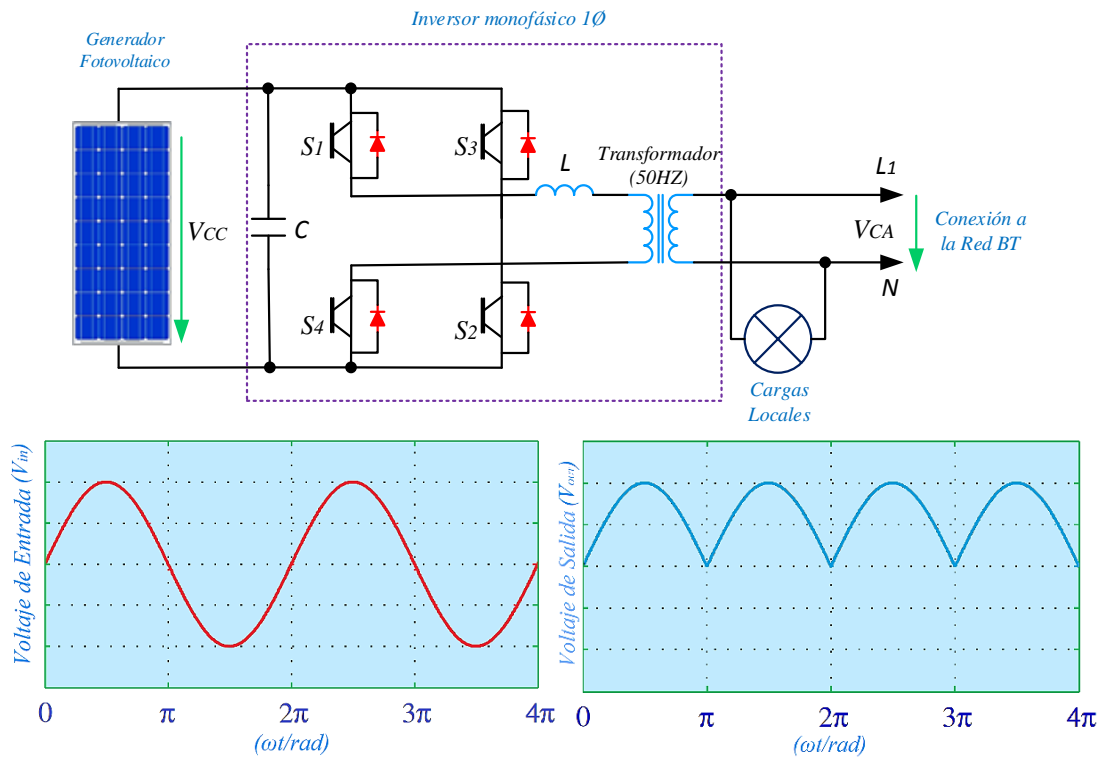 Inversor monofásico 1Ø
Generador
Fotovoltaico
S1
S3
L
Transformador
(50HZ)
L1
VCC
C
VCA
Conexión a
la Red BT
N
S4
S2
Cargas
Locales
Voltaje de Entrada (Vin)
0
π
2π
3π
4π
(ωt/rad)
Voltaje de Salida (Vout)
0
π
2π
3π
4π
(ωt/rad)